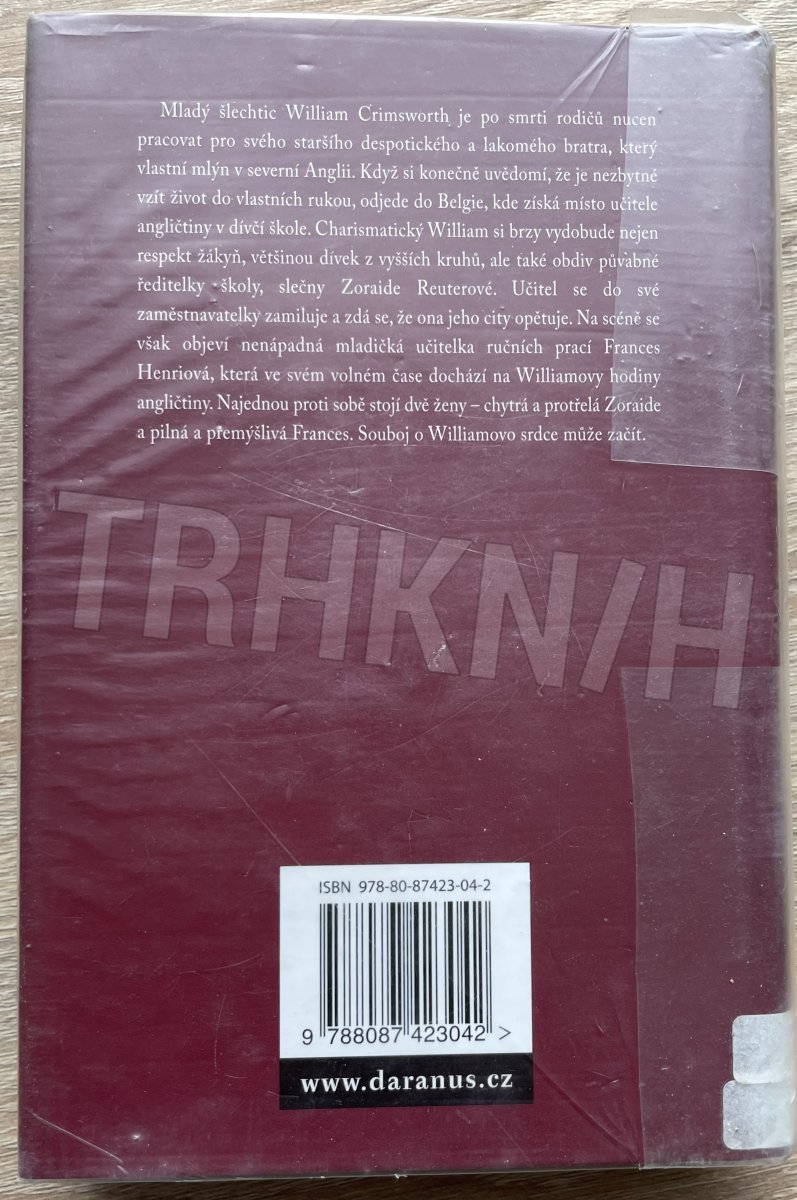 Mladý šlechtic William Crimsworth je po smrti rodičů nucen
pracovat pro svého staršího despotického a lakomého bratra, který
vlastní mlýn v severní Anglii. Když si konečně uvědomí, že je nezbytné
vzít život do vlastních rukou, odjede do Belgie, kde získá místo učitele
angličtiny v dívčí škole. Charismatický William si brzy vydobude nejen
respekt žákyň, většinou dívek z vyšších kruhů, ale také obdiv půvabné
ředitelky školy, slečny Zoraide Reuterové. Učitel se do své
zaměstnavatelky zamiluje a zdá se, že ona jeho city opětuje. Na scéně se
však objeví nenápadná mladičká učitelka ručních prací Frances
Henriová, která ve svém volném čase dochází na Williamovy hodiny
angličtiny. Najednou proti sobě stojí dvě ženy – chytrá a protřelá Zoraide
a pilná a přemýšlivá Frances. Souboj o Williamovo srdce může začít.
TRHKN/H
ISBN 978-80-87423-04-2
9 788087 423042 >
www.daranus.cz